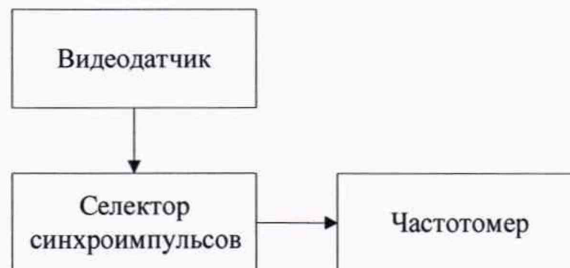 Видеодатчик
Селектор
синхроимпульсов
Частотомер